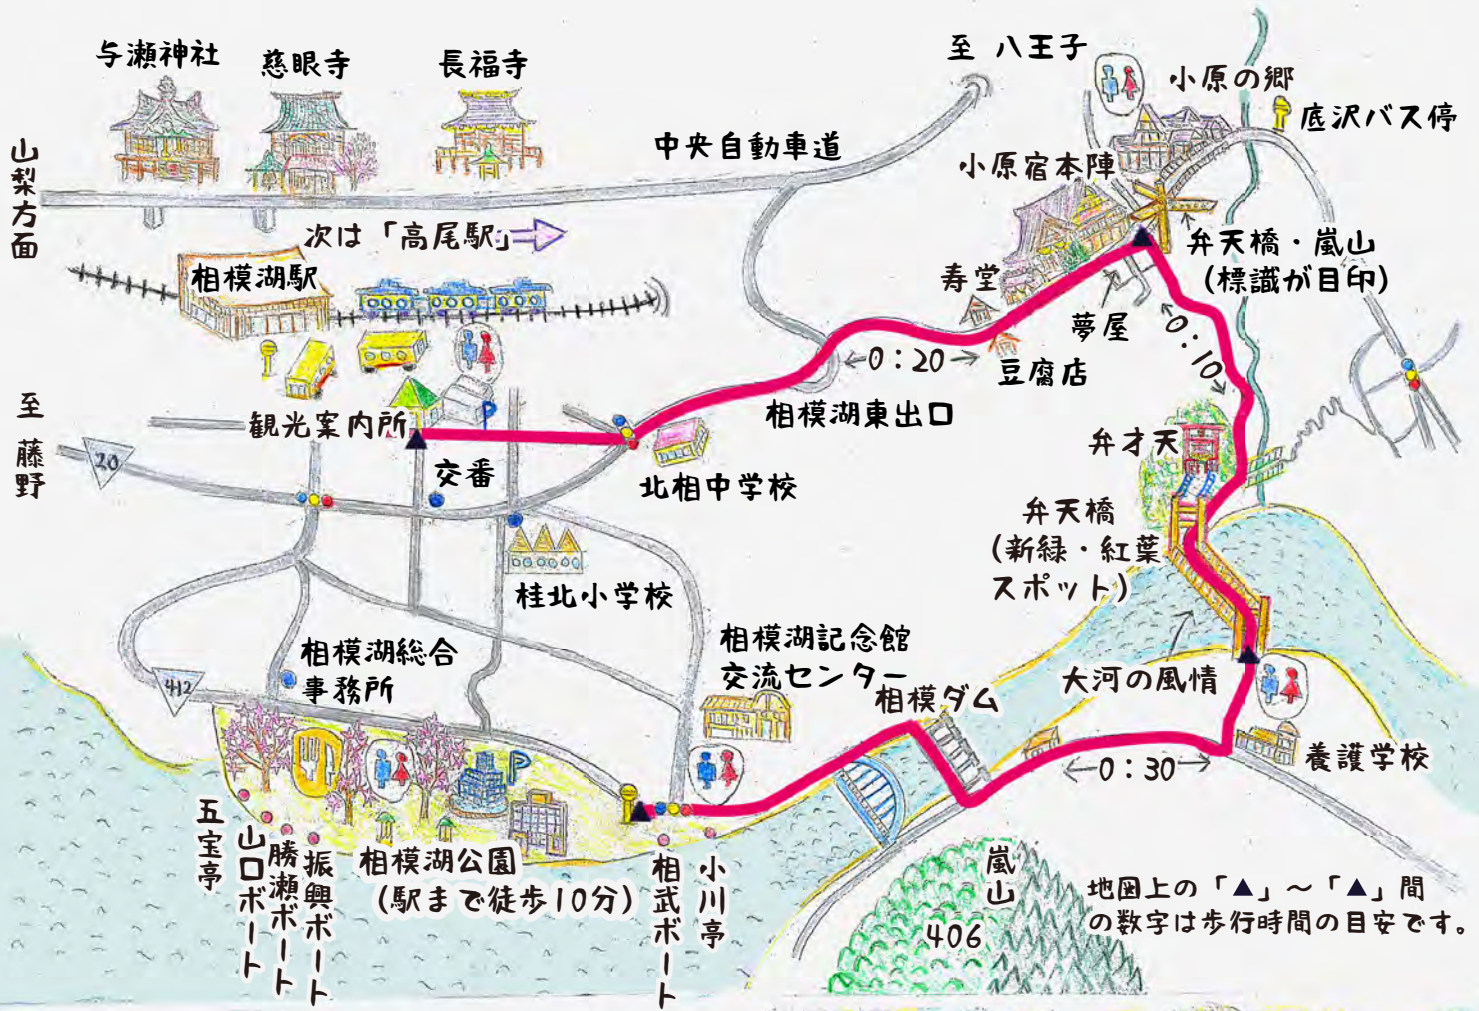 与瀬神社
慈眼寺
長福寺
至 八王子
小原の郷
底沢バス停
中央自動車道
小原宿本陣
山梨方面
次は「高尾駅」
弁天橋・嵐山
(標識が目印)
相模湖駅
寿堂
夢屋
0:10
0:20
豆腐店
至 藤野
観光案内所
P
相模湖東出口
20
交番
北相中学校
弁才天
弁天橋
(新緑・紅葉
スポット)
桂北小学校
相模湖総合
事務所
412
相模湖記念館
交流センター
相模ダム
大河の風情
養護学校
0:30
P
五宝亭
山口ボート
勝瀬ボート
振興ボート
相模湖公園
(駅まで徒歩10分)
相武ボート
小川亭
嵐山
406
地図上の「▲」～「▲」間
の数字は歩行時間の目安です。